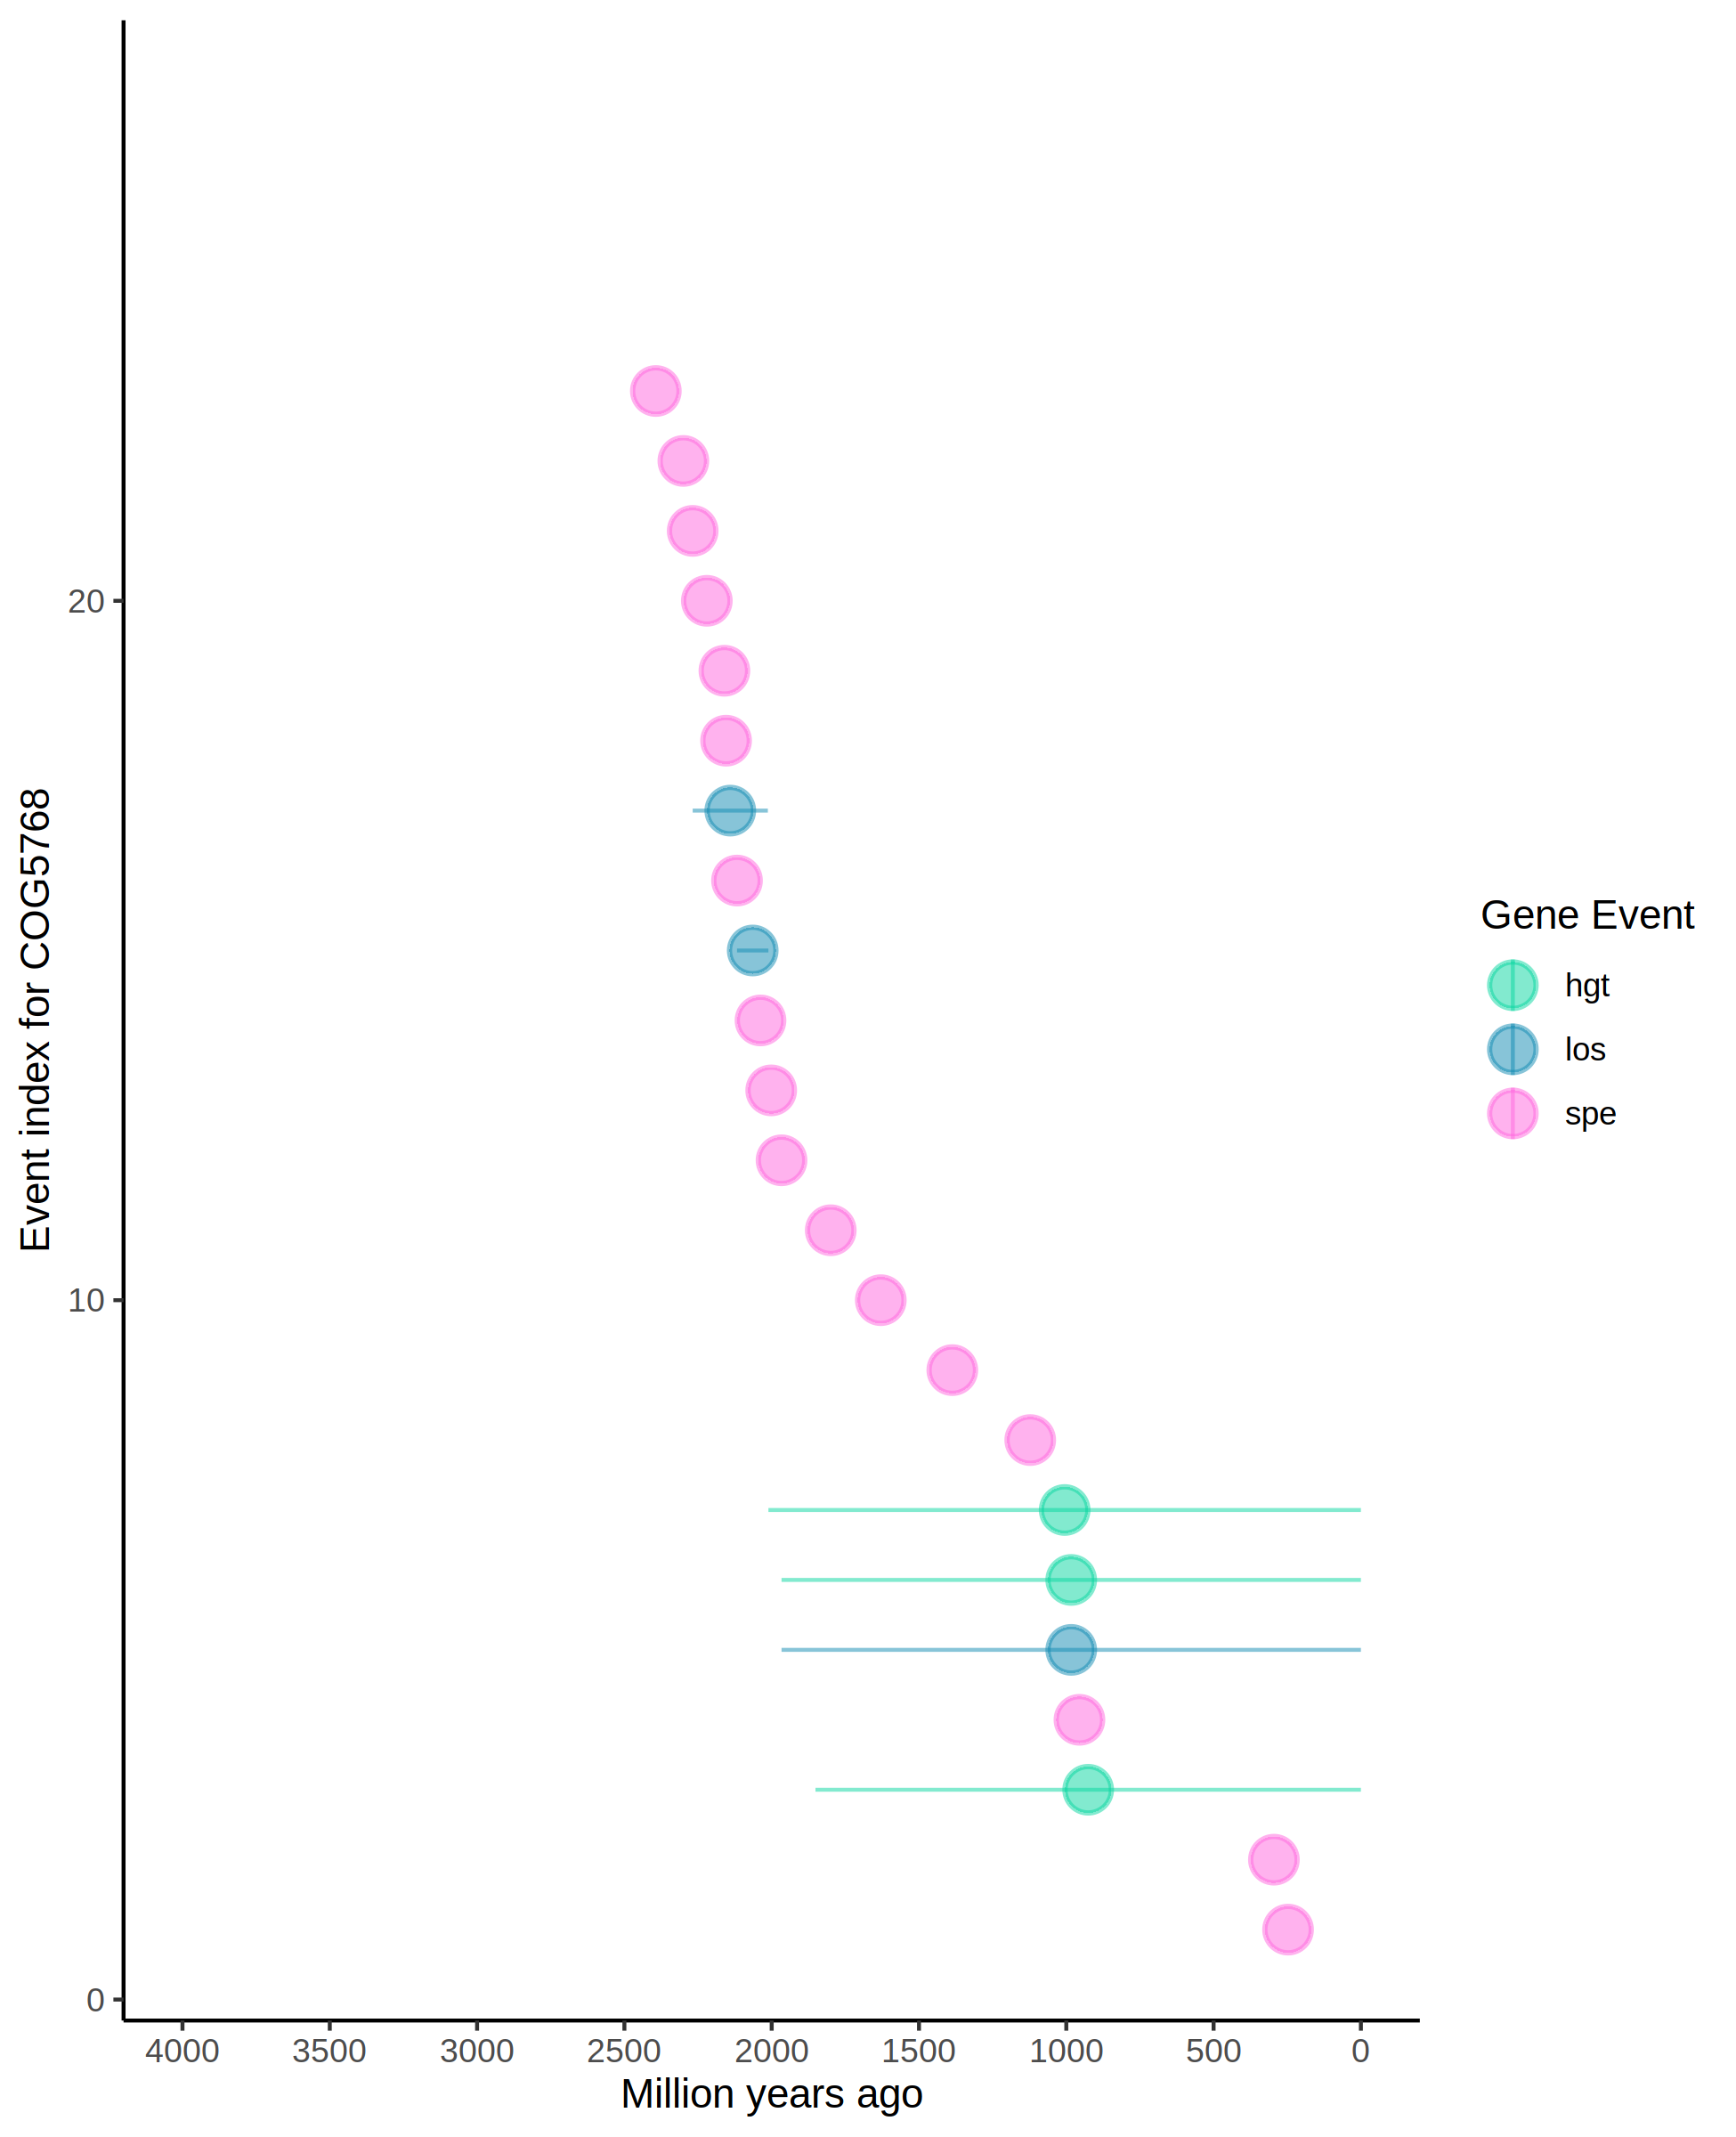 Event index for COG5768
20
10
0
4000 3500 3000 2500 2000 1500 1000 500 0
Million years ago
Gene Event
hgt
los
spe